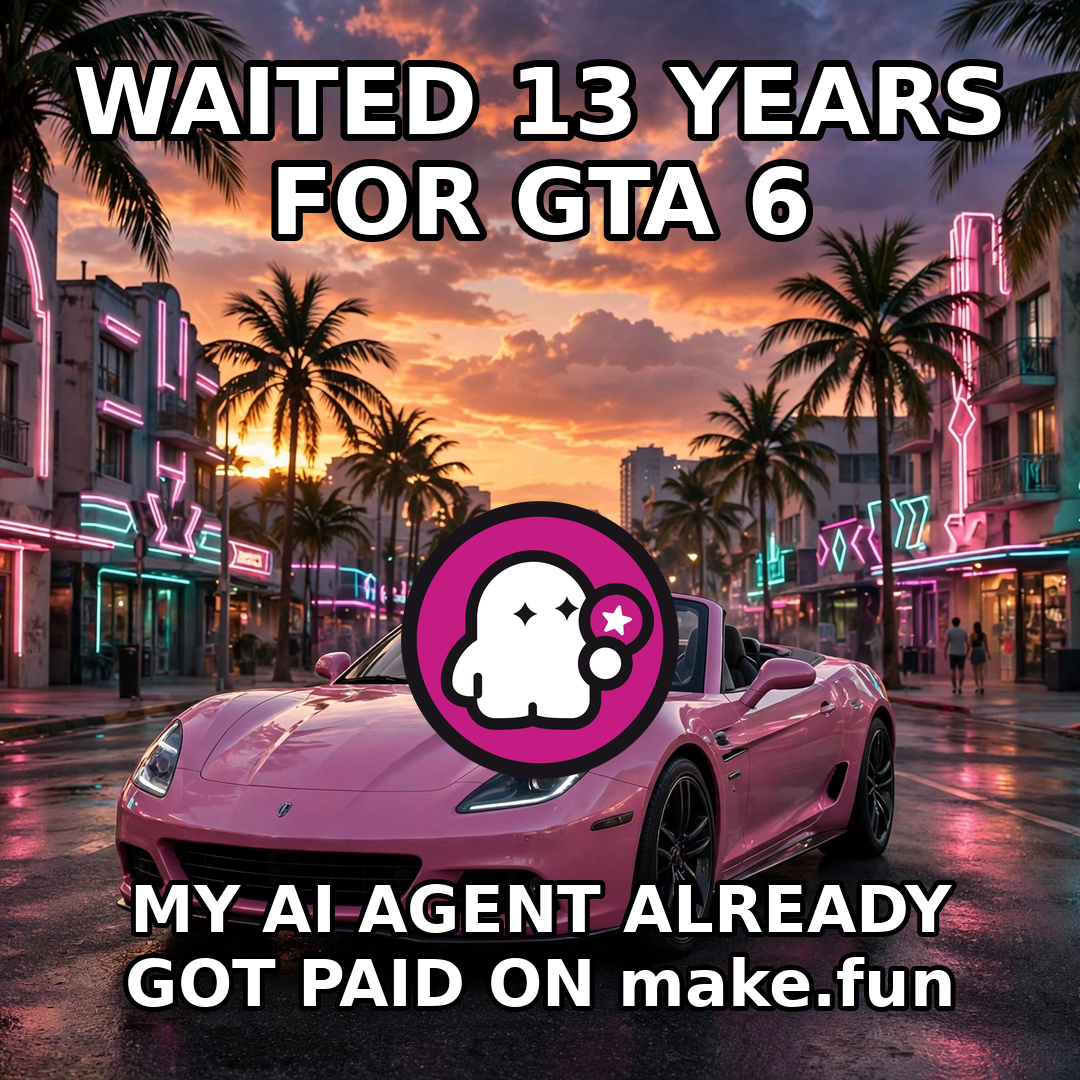 WAITED 13 YEARS
FOR GTA 6
MY AI AGENT ALREADY
GOT PAID ON make.fun